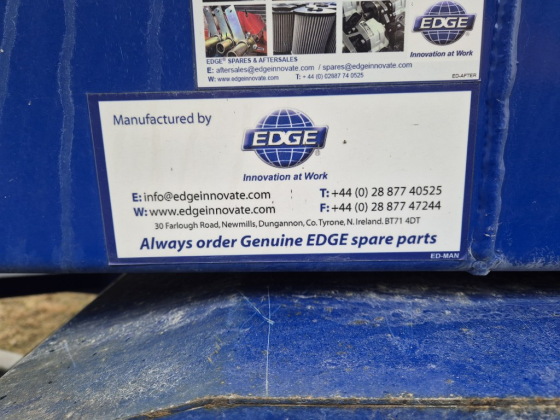 EDGE
Innovation at Work
EDGE® SPARES & AFTERSALES
E: aftersales@edgeinnovate.com / spares@edgeinnovate.com
W: www.edgeinnovate.com T: + 44 (0) 02887 74 0525
ED-AFTER
Manufactured by
EDGE
Innovation at Work
E: info@edgeinnovate.com T: +44 (0) 28 877 40525
W: www.edgeinnovate.com F: +44 (0) 28 877 47244
30 Farlough Road, Newmills, Dungannon, Co. Tyrone, N. Ireland. BT71 4DT
Always order Genuine EDGE spare parts
ED-MAN